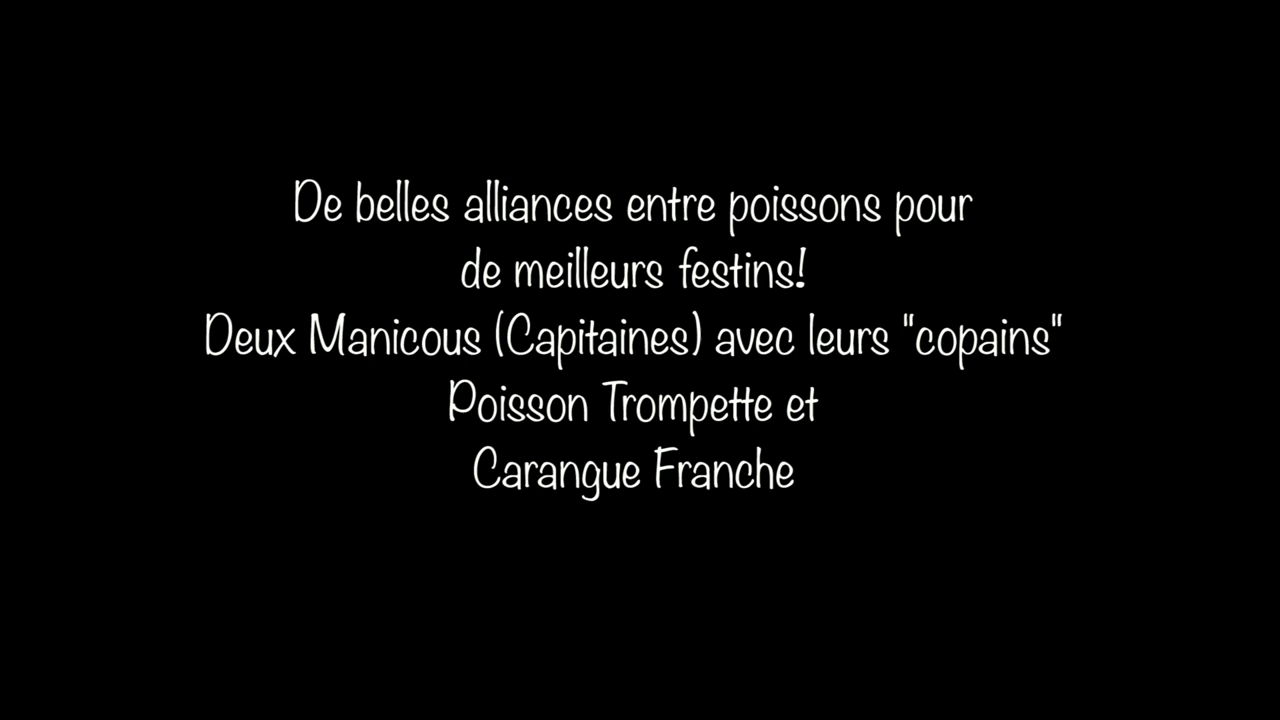 De belles alliances entre poissons pour
de meilleurs festins!
Deux Manicous (Capitaines) avec leurs "copains"
Poisson Trompette et
Carangue Franche